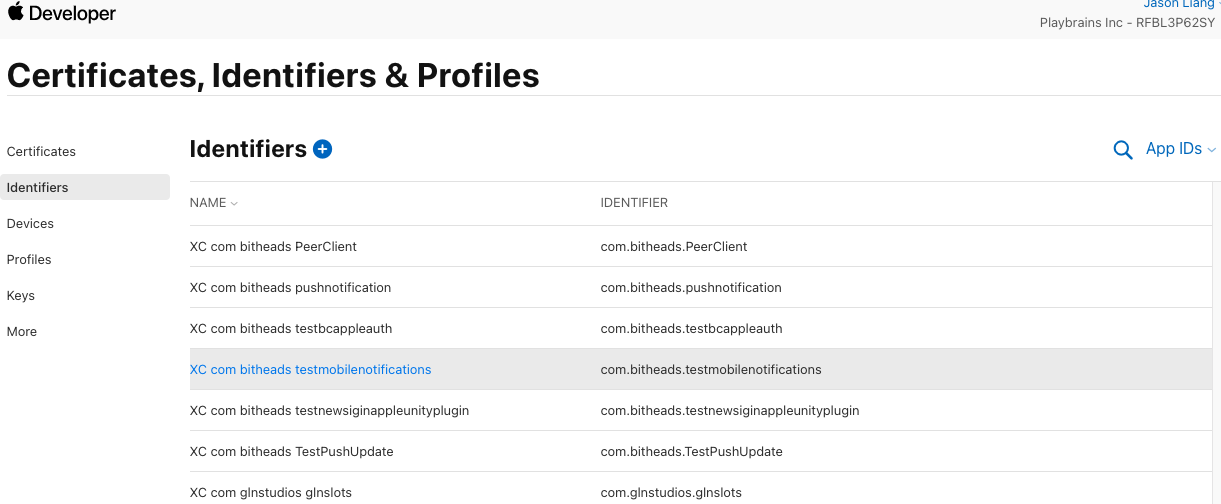 Developer
Jason Liang
Playbrains Inc - RFBL3P62SY
Certificates, Identifiers & Profiles
Certificates
Identifiers
Devices
Profiles
Keys
More
Identifiers
App IDs
NAME IDENTIFIER
XC com bitheads PeerClient com.bitheads.PeerClient
XC com bitheads pushnotification com.bitheads.pushnotification
XC com bitheads testbcappleauth com.bitheads.testbcappleauth
XC com bitheads testmobilenotifications com.bitheads.testmobilenotifications
XC com bitheads testnewsiginappleunityplugin com.bitheads.testnewsiginappleunityplugin
XC com bitheads TestPushUpdate com.bitheads.TestPushUpdate
XC com glnstudios glnslots com.glnstudios.glnslots